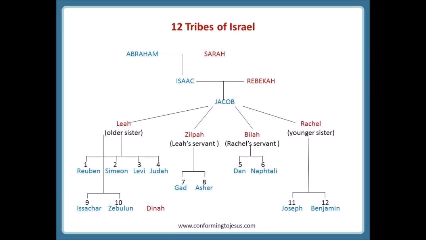 12 Tribes of Israel
ABRAHAM SARAH
ISAAC REBEKAH
JACOB
Leah
(older sister)
Zilpah
(Leah's servant )
Bilah
(Rachel's servant)
Rachel
(younger sister)
1 2 3 4
Reuben Simeon Levi Judah
5 6
Dan Naphtali
7 8
Gad Asher
9 10
Issachar Zebulun Dinah
11 12
Joseph Benjamin
www.conformingtojesus.com